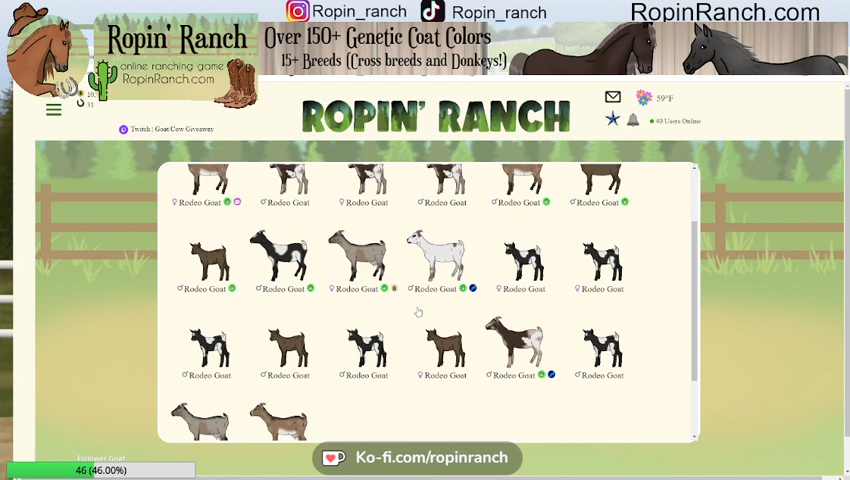 Ropin_ranch
Ropin_ranch
RopinRanch.com
Ropin' Ranch
online ranching game
RopinRanch.com
Over 150+ Genetic Coat Colors
15+ Breeds (Cross breeds and Donkeys!)
31
Twitch | Goat/Cow Giveaway
ROPIN' RANCH
59°F
40 Users Online
♀ Rodeo Goat
♂ Rodeo Goat
♀ Rodeo Goat
♂ Rodeo Goat
♂ Rodeo Goat
♂ Rodeo Goat
♂ Rodeo Goat
♂ Rodeo Goat
♀ Rodeo Goat
♂ Rodeo Goat
♀ Rodeo Goat
♀ Rodeo Goat
♂ Rodeo Goat
♂ Rodeo Goat
♂ Rodeo Goat
♀ Rodeo Goat
♂ Rodeo Goat
♂ Rodeo Goat
Follower Goat
46 (46.00%)
Ko-fi.com/ropinranch